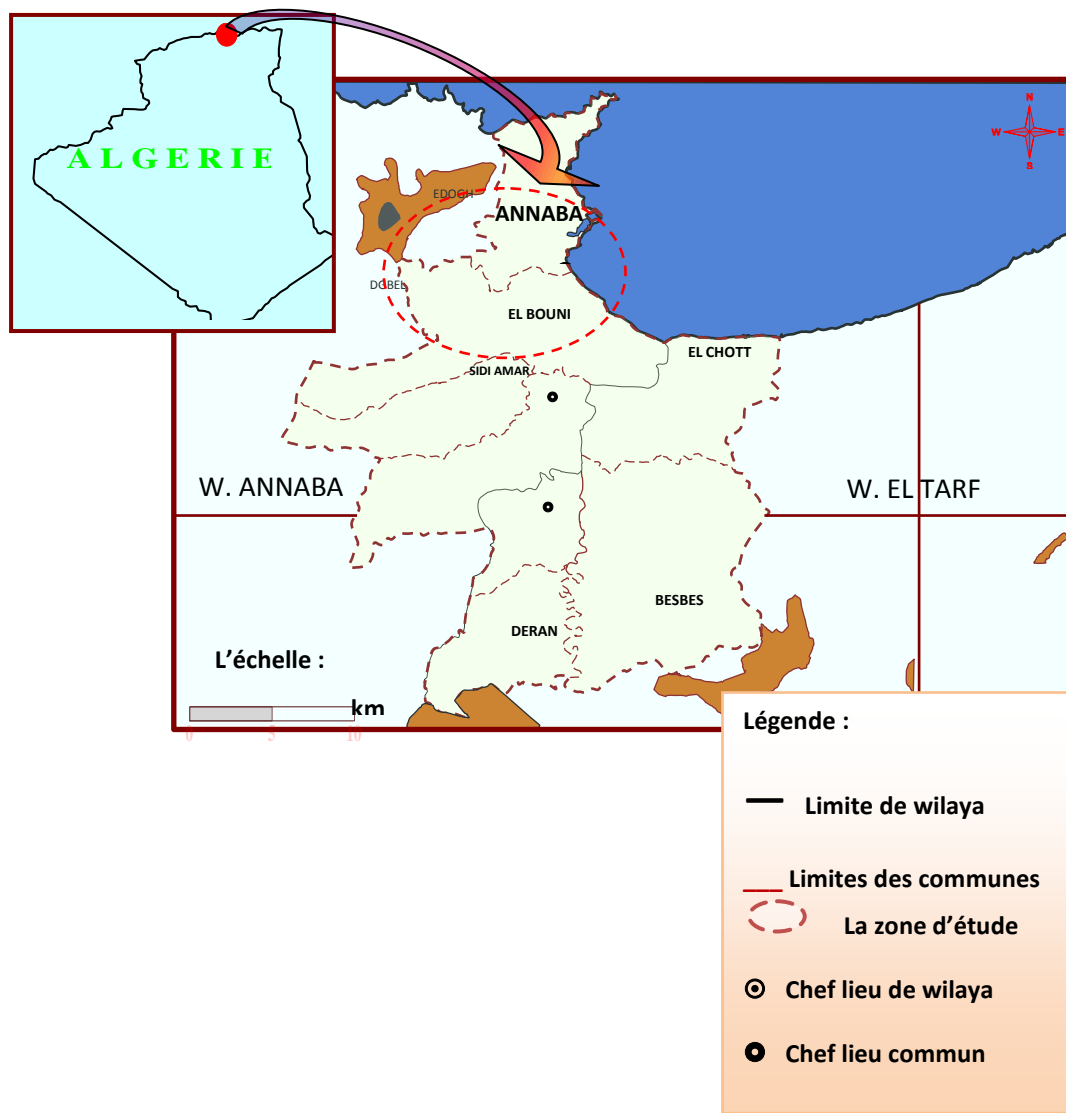 ALGERIE
N
W E
S
EDOGH
ANNABA
DGBEL
EL BOUNI
EL CHOTT
SIDI AMAR
W. ANNABA
W. EL TARF
BESBES
DERAN
L'échelle :
km
0 5 10
Légende :
Limite de wilaya
Limites des communes
La zone d'étude
Chef lieu de wilaya
Chef lieu commun